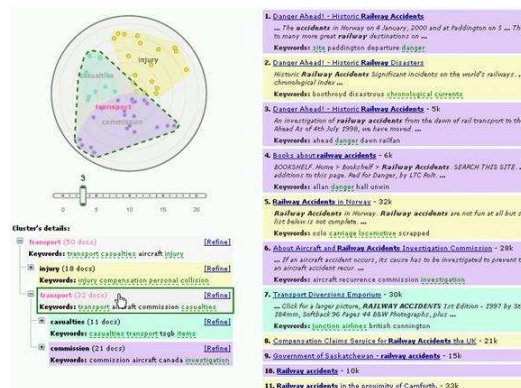 injury
casualties
transport
commission
3
0 5 10 15 20
Cluster's details:
transport (50 docs) [Refine]
Keywords: transport casualties aircraft injury
injury (18 docs) [Refine]
Keywords: injury compensation personal collision
transport (32 docs) [Refine]
Keywords: transport aircraft commission casualties
casualties (11 docs) [Refine]
Keywords: casualties transport tsgb items
commission (21 docs) [Refine]
Keywords: commission aircraft canada investigation
1. Danger Ahead! - Historic Railway Accidents
... The accidents in Norway on 4 January, 2000 and at Paddington on 5 ... Th
to many more great railway destinations on ...
Keywords: site paddington departure danger
2. Danger Ahead! - Historic Railway Disasters
Historic Railway Accidents Significant incidents on the world's railways. .
chronological index ...
Keywords: boothroyd disastrous chronological currents
3. Danger Ahead! - Historic Railway Accidents - 5k
An investigation of railway accidents from the dawn of rail transport to th
Ahead As of 4th July 1998, we have moved. ...
Keywords: ahead danger dawn railfan
4. Books about railway accidents - 6k
BOOKSHELF. Home > Bookshelf > Railway Accidents. SEARCH THIS SITE. .
additions to this page. Red for Danger, by LTC Rolt. ...
Keywords: allan danger hall unwin
5. Railway Accidents in Norway - 32k
Railway Accidents in Norway. Railway accidents are not fun at all but s
list below is not complete. ...
Keywords: oslo carriage locomotive scrapped
6. About Aircraft and Railway Accidents Investigation Commission - 28k
... If an aircraft accident occurs, its cause has to be investigated to prevent t
an aircraft accident recur. ...
Keywords: aircraft recurrence commission investigation
7. Transport Diversions Emporium - 30k
... Click for a larger picture, RAILWAY ACCIDENTS 1st Edition - 1997 by St
184mm, Softback 96 Pages 44 B&W Photographs, plus ...
Keywords: junction airlines british connington
8. Compensation Claims Service for Railway Accidents the UK - 21k
9. Government of Saskatchewan - railway accidents - 15k
10. Railway accidents - 10k
11. Railway accidents in the proximity of Carnforth. - 33k